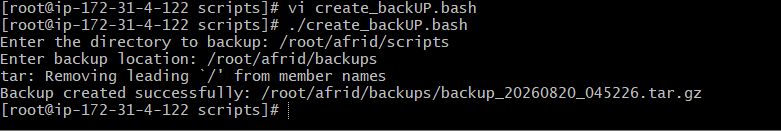 [root@ip-172-31-4-122 scripts]# vi create_backUP.bash
[root@ip-172-31-4-122 scripts]# ./create_backUP.bash
Enter the directory to backup: /root/afrid/scripts
Enter backup location: /root/afrid/backups
tar: Removing leading `/' from member names
Backup created successfully: /root/afrid/backups/backup_20260820_045226.tar.gz
[root@ip-172-31-4-122 scripts]#